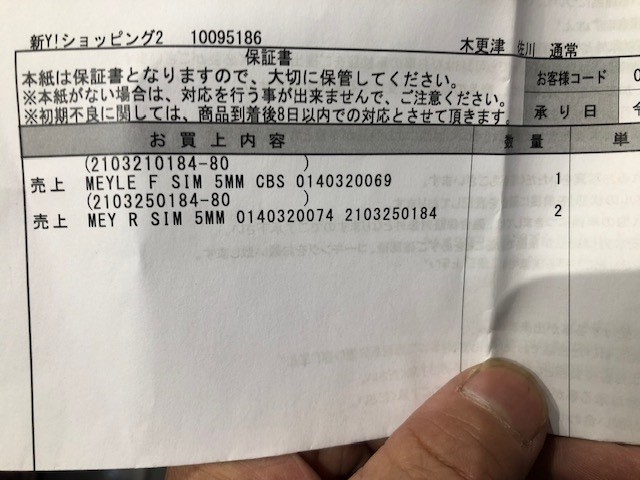 新Y!ショッピング2 10095186
木更津 佐川 通常
保証書
本紙は保証書となりますので、大切に保管してください。
※本紙がない場合は、対応を行う事が出来ませんで、ご注意ください。
※初期不良に関しては、商品到着後8日以内での対応とさせて頂きます。
お客様コード 0
承り日 令
お買上内容 数量 単
(2103210184-80 )
売上 MEYLE F SIM 5MM CBS 0140320069 1
(2103250184-80 )
売上 MEY R SIM 5MM 0140320074 2103250184 2